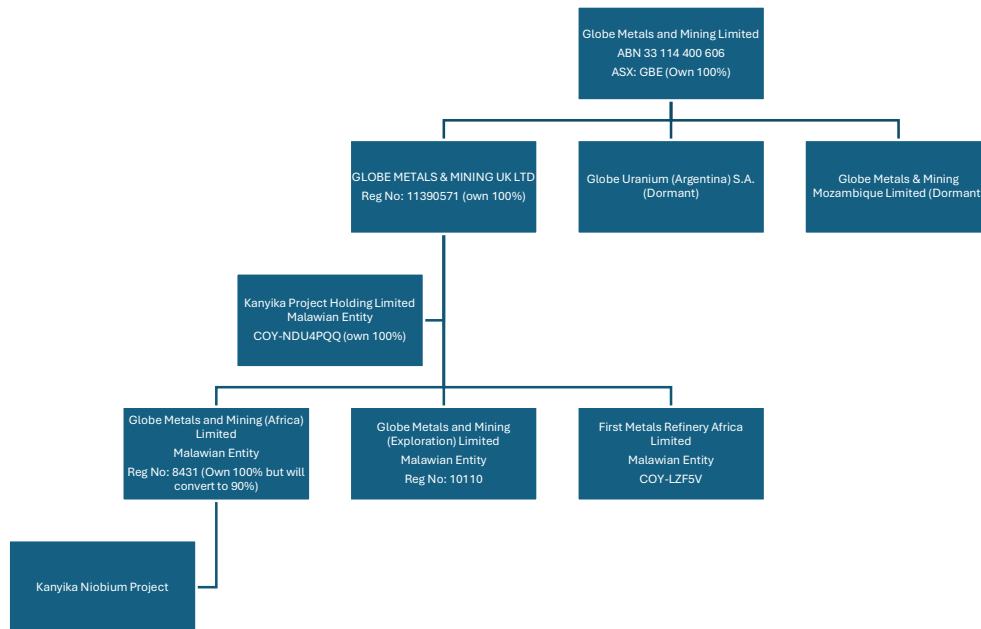 Globe Metals and Mining Limited
ABN 33 114 400 606
ASX: GBE (Own 100%)
GLOBE METALS & MINING UK LTD
Reg No: 11390571 (own 100%)
Globe Uranium (Argentina) S.A.
(Dormant)
Globe Metals & Mining
Mozambique Limited (Dormant
Kanyika Project Holding Limited
Malawian Entity
COY-NDU4PQQ (own 100%)
Globe Metals and Mining (Africa)
Limited
Malawian Entity
Reg No: 8431 (Own 100% but will
convert to 90%)
Globe Metals and Mining
(Exploration) Limited
Malawian Entity
Reg No: 10110
First Metals Refinery Africa
Limited
Malawian Entity
COY-LZF5V
Kanyika Niobium Project